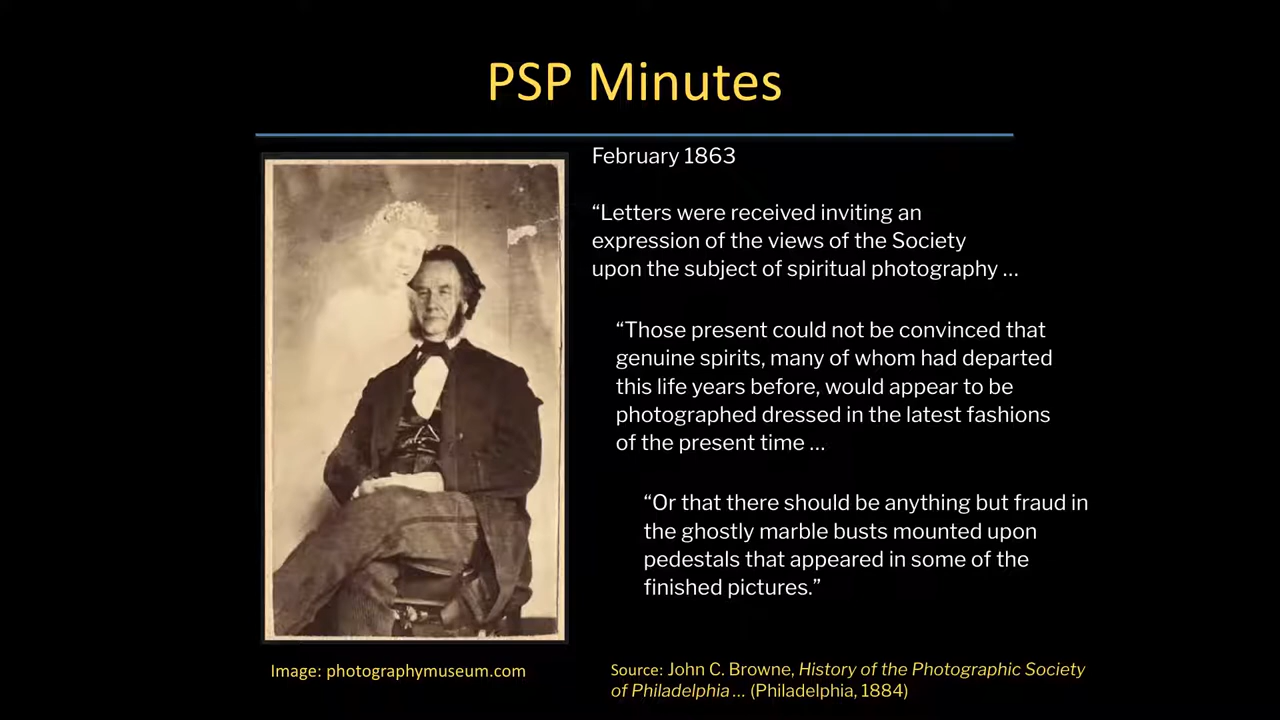 PSP Minutes
February 1863
“Letters were received inviting an
expression of the views of the Society
upon the subject of spiritual photography ...
“Those present could not be convinced that
genuine spirits, many of whom had departed
this life years before, would appear to be
photographed dressed in the latest fashions
of the present time ...
“Or that there should be anything but fraud in
the ghostly marble busts mounted upon
pedestals that appeared in some of the
finished pictures.”
Image: photographymuseum.com
Source: John C. Browne, History of the Photographic Society
of Philadelphia ... (Philadelphia, 1884)